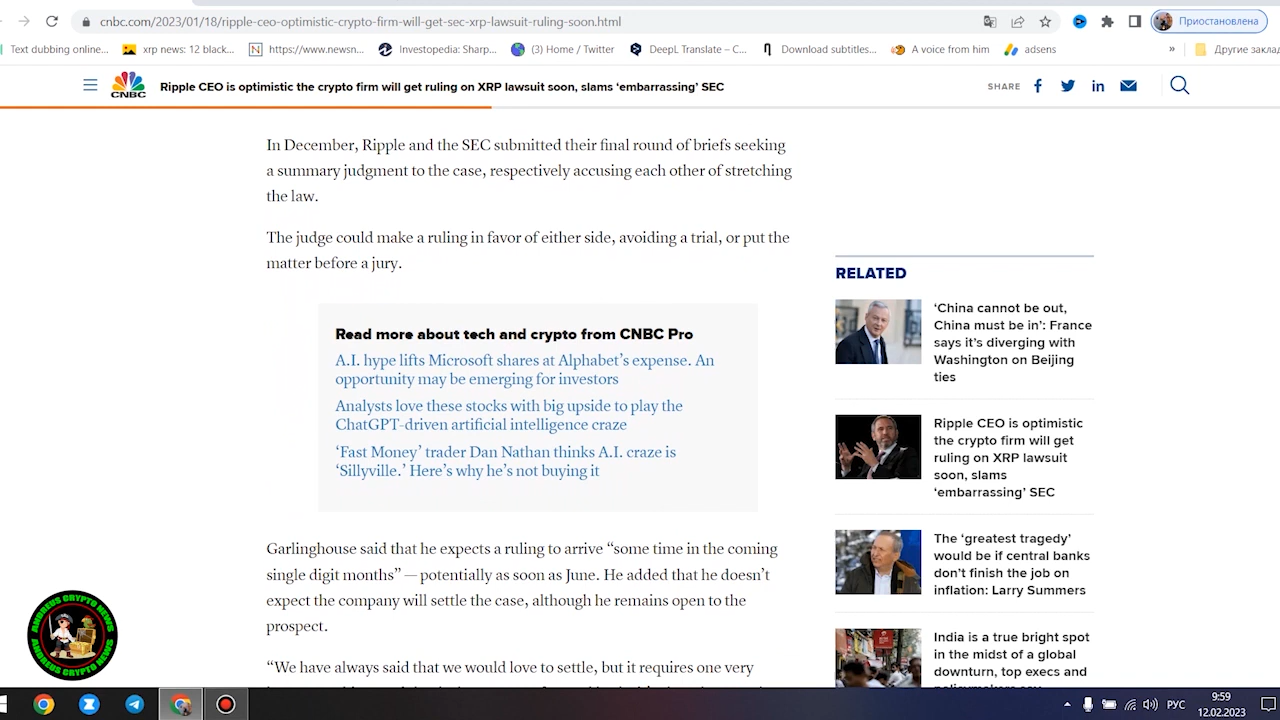 cnbc.com/2023/01/18/ripple-ceo-optimistic-crypto-firm-will-get-sec-xrp-lawsuit-ruling-soon.html
Приостановлена
Text dubbing online...
xrp news: 12 black...
https://www.newsn...
Investopedia: Sharp...
(3) Home / Twitter
DeepL Translate – C...
Download subtitles...
A voice from him
adsens
»
Другие закла
CNBC
Ripple CEO is optimistic the crypto firm will get ruling on XRP lawsuit soon, slams ‘embarrassing’ SEC
SHARE
In December, Ripple and the SEC submitted their final round of briefs seeking
a summary judgment to the case, respectively accusing each other of stretching
the law.
The judge could make a ruling in favor of either side, avoiding a trial, or put the
matter before a jury.
Read more about tech and crypto from CNBC Pro
A.I. hype lifts Microsoft shares at Alphabet’s expense. An
opportunity may be emerging for investors
Analysts love these stocks with big upside to play the
ChatGPT-driven artificial intelligence craze
‘Fast Money’ trader Dan Nathan thinks A.I. craze is
‘Sillyville.’ Here’s why he’s not buying it
Garlinghouse said that he expects a ruling to arrive “some time in the coming
single digit months” — potentially as soon as June. He added that he doesn’t
expect the company will settle the case, although he remains open to the
prospect.
“We have always said that we would love to settle, but it requires one very
RELATED
‘China cannot be out,
China must be in’: France
says it’s diverging with
Washington on Beijing
ties
Ripple CEO is optimistic
the crypto firm will get
ruling on XRP lawsuit
soon, slams
‘embarrassing’ SEC
The ‘greatest tragedy’
would be if central banks
don’t finish the job on
inflation: Larry Summers
India is a true bright spot
in the midst of a global
downturn, top execs and
ANDREUS CRYPTO NEWS
ANDREUS CRYPTO NEWS
РУС
9:59
12.02.2023